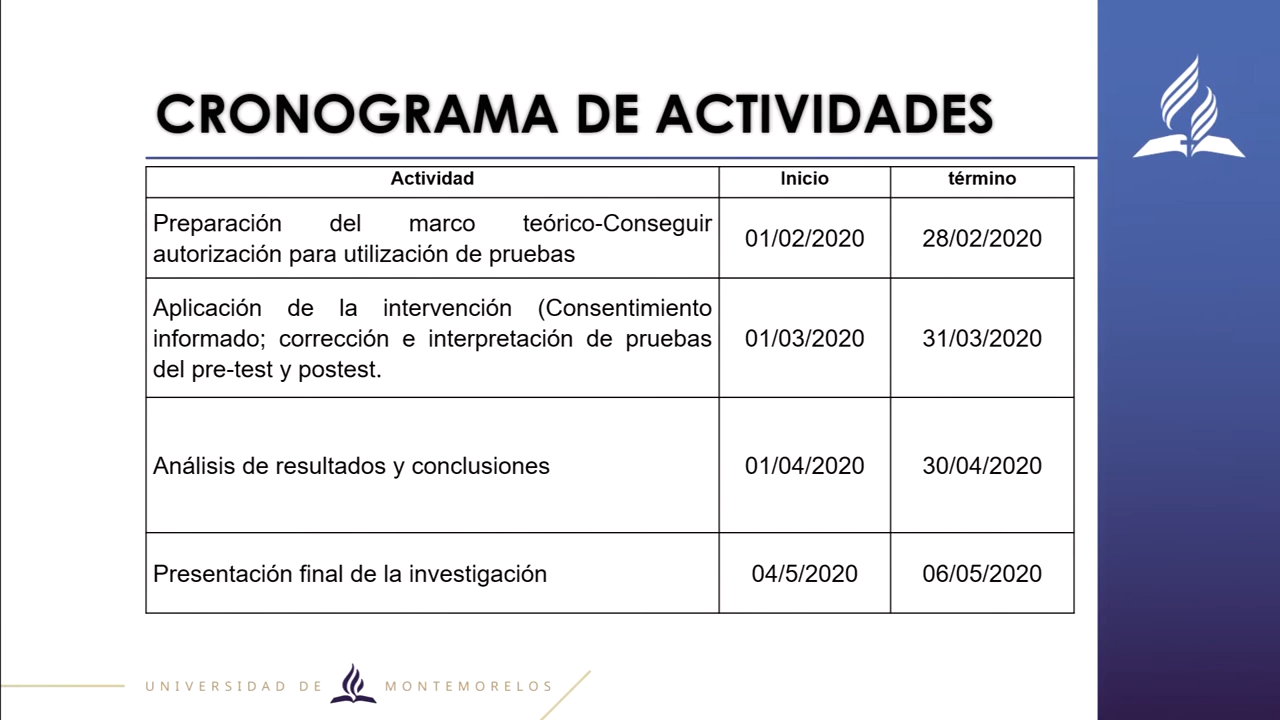 CRONOGRAMA DE ACTIVIDADES
Actividad Inicio término
Preparación del marco teórico-Conseguir
autorización para utilización de pruebas
01/02/2020 28/02/2020
Aplicación de la intervención (Consentimiento
informado; corrección e interpretación de pruebas
del pre-test y postest.
01/03/2020 31/03/2020
Análisis de resultados y conclusiones 01/04/2020 30/04/2020
Presentación final de la investigación 04/5/2020 06/05/2020
UNIVERSIDAD DE MONTEMORELOS